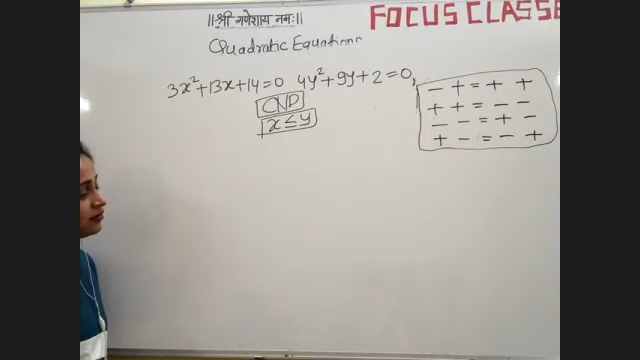 ॥श्री गणेशाय नमः॥
FOCUS CLASSE
Quadratic Equations
3x²+13x+14=0 4y²+9y+2=0,
CND
x≤y
- + = + +
+ + = - -
- - = + -
+ - = - +